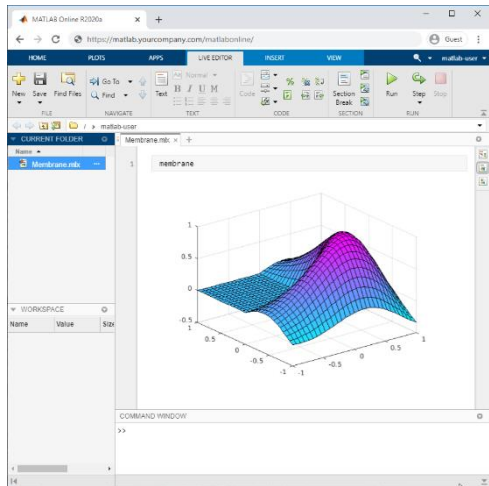 MATLAB Online R2020a × +
https://matlab.yourcompany.com/matlabonline/ Guest
HOME PLOTS APPS LIVE EDITOR INSERT VIEW matlab-user
New Save Find Files Go To Find Text Normal B I U M Code Section Break Run Step Stop
FILE NAVIGATE TEXT CODE SECTION RUN
/ matlab-user
CURRENT FOLDER
Name
Membrane.mlx
Membrane.mlx × +
1 membrane
1
0.5
0
-0.5
1
0.5
0
-0.5
-1
-1
-0.5
0
0.5
1
WORKSPACE
Name Value Size
COMMAND WINDOW
>>